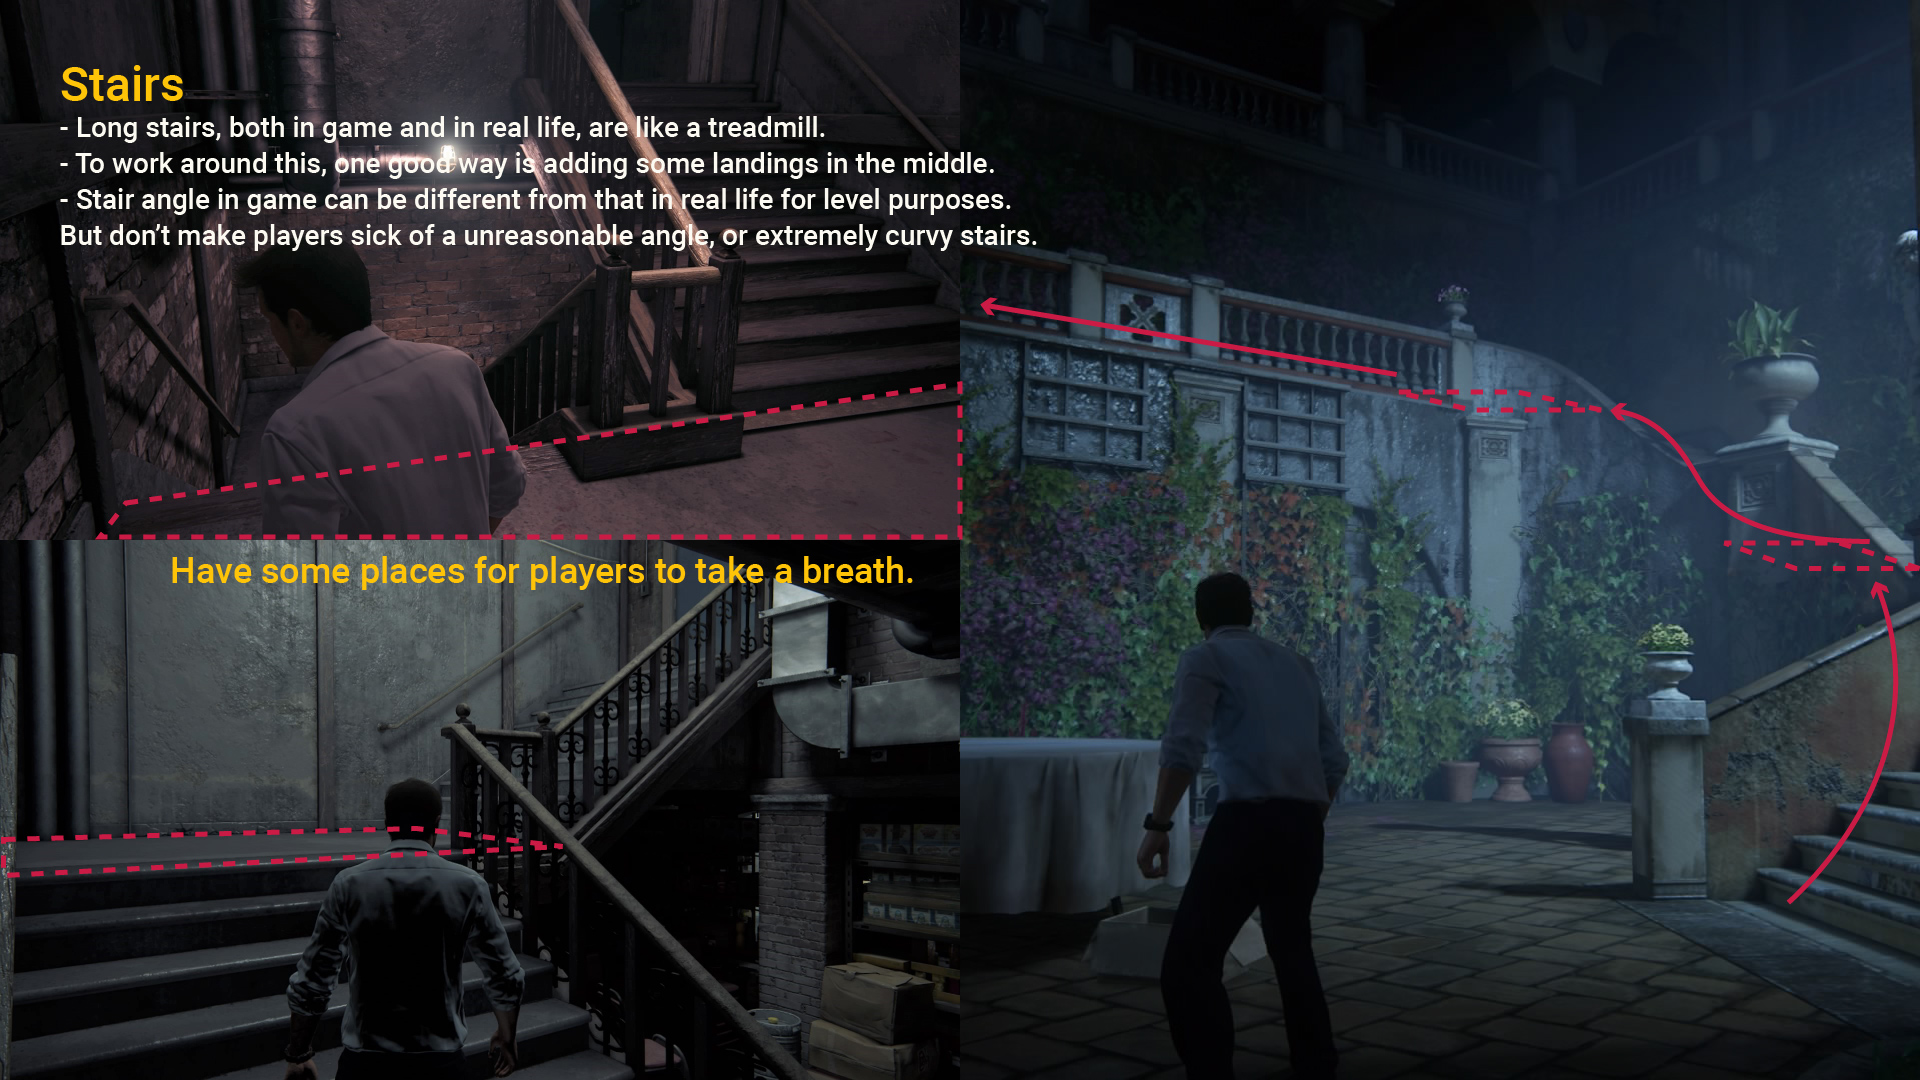 Stairs
- Long stairs, both in game and in real life, are like a treadmill.
- To work around this, one good way is adding some landings in the middle.
- Stair angle in game can be different from that in real life for level purposes.
But don’t make players sick of a unreasonable angle, or extremely curvy stairs.
Have some places for players to take a breath.